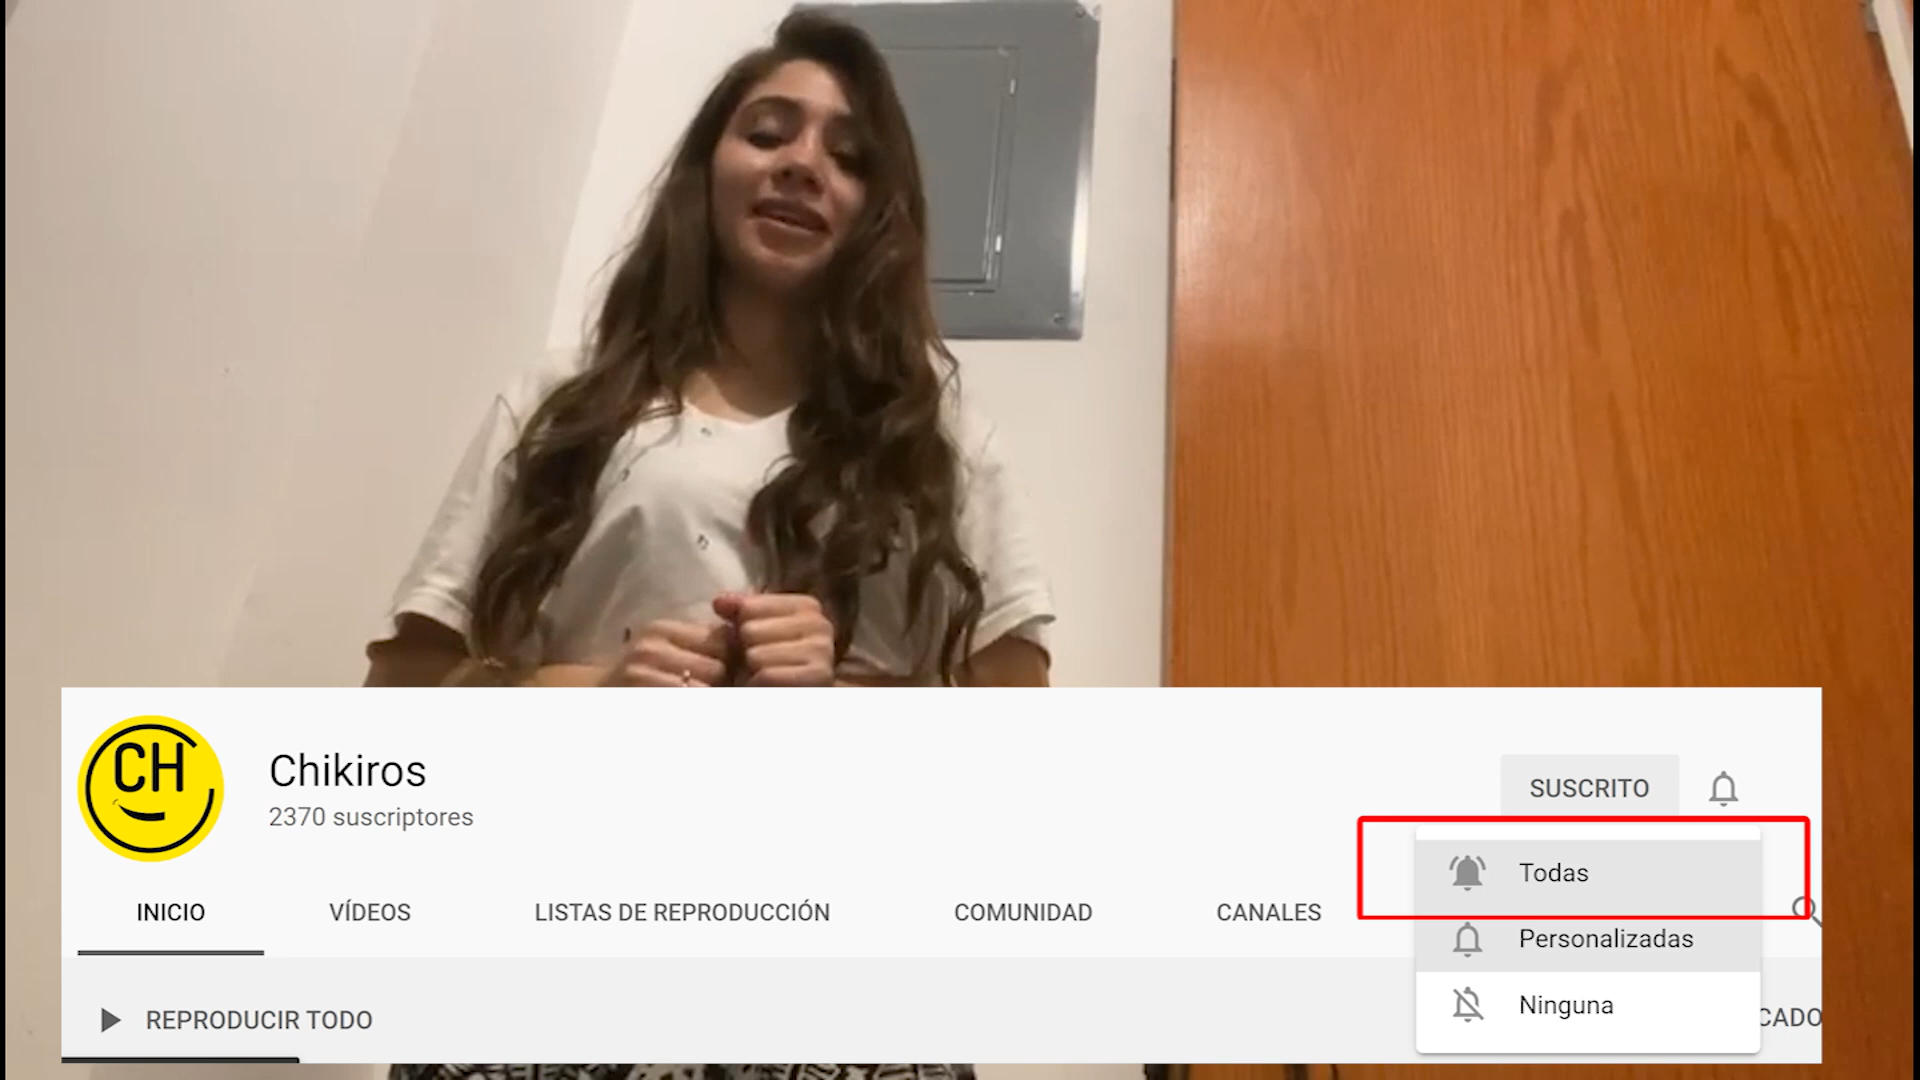 CH
Chikiros
2370 suscriptores
SUSCRITO
INICIO
VÍDEOS
LISTAS DE REPRODUCCIÓN
COMUNIDAD
CANALES
Todas
Personalizadas
Ninguna
REPRODUCIR TODO
CADO